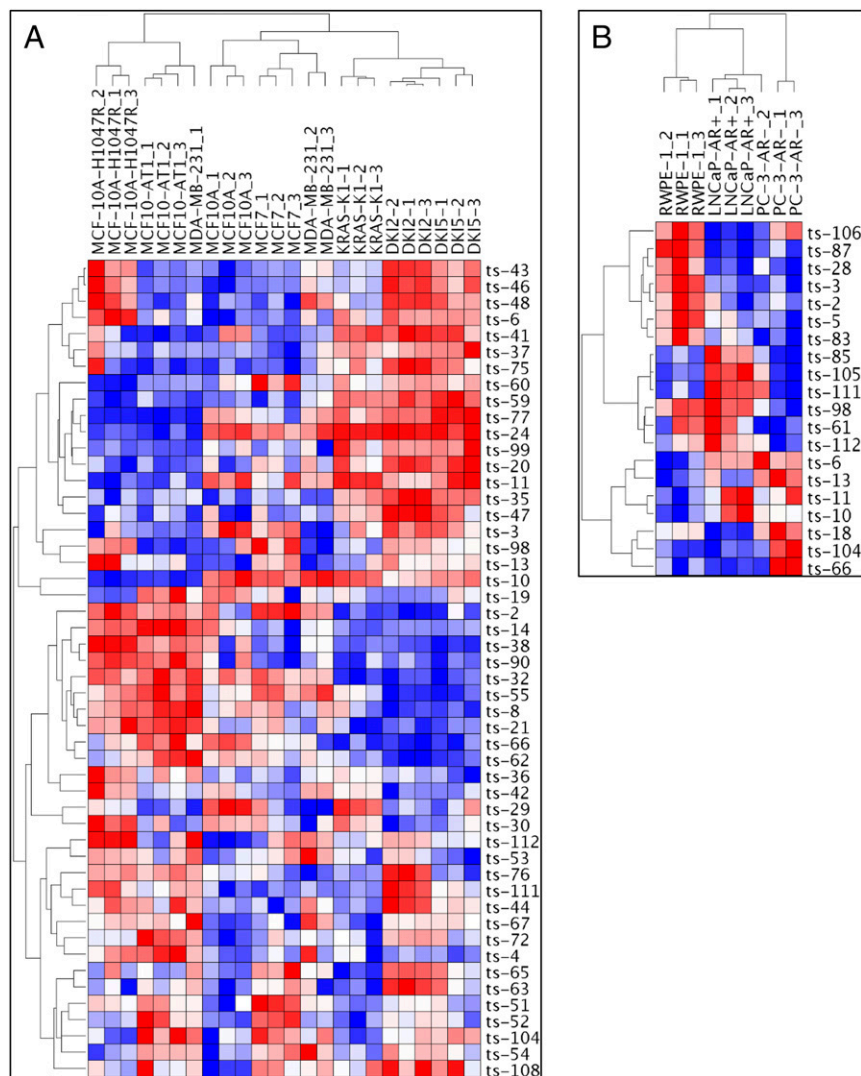 A
MCF-10A-H1047R_2
MCF-10A-H1047R_1
MCF-10A-H1047R_3
MCF10-AT1_1
MCF10-AT1_2
MCF10-AT1_3
MDA-MB-231_1
MCF10A_1
MCF10A_2
MCF10A_3
MCF7_1
MCF7_2
MCF7_3
MDA-MB-231_2
MDA-MB-231_3
KRAS-K1-1
KRAS-K1-2
KRAS-K1-3
DKI2-2
DKI2-1
DKI2-3
DKI5-1
DKI5-2
DKI5-3
ts-43
ts-46
ts-48
ts-6
ts-41
ts-37
ts-75
ts-60
ts-59
ts-77
ts-24
ts-99
ts-20
ts-11
ts-35
ts-47
ts-3
ts-98
ts-13
ts-10
ts-19
ts-2
ts-14
ts-38
ts-90
ts-32
ts-55
ts-8
ts-21
ts-66
ts-62
ts-36
ts-42
ts-29
ts-30
ts-112
ts-53
ts-76
ts-111
ts-44
ts-67
ts-72
ts-4
ts-65
ts-63
ts-51
ts-52
ts-104
ts-54
ts-108
B
RWPE-1_2
RWPE-1_1
RWPE-1_3
LNCaP-AR+-1
LNCaP-AR+-2
LNCaP-AR+_3
PC-3-AR-_2
PC-3-AR-_1
PC-3-AR-_3
ts-106
ts-87
ts-28
ts-3
ts-2
ts-5
ts-83
ts-85
ts-105
ts-111
ts-98
ts-61
ts-112
ts-6
ts-13
ts-11
ts-10
ts-18
ts-104
ts-66